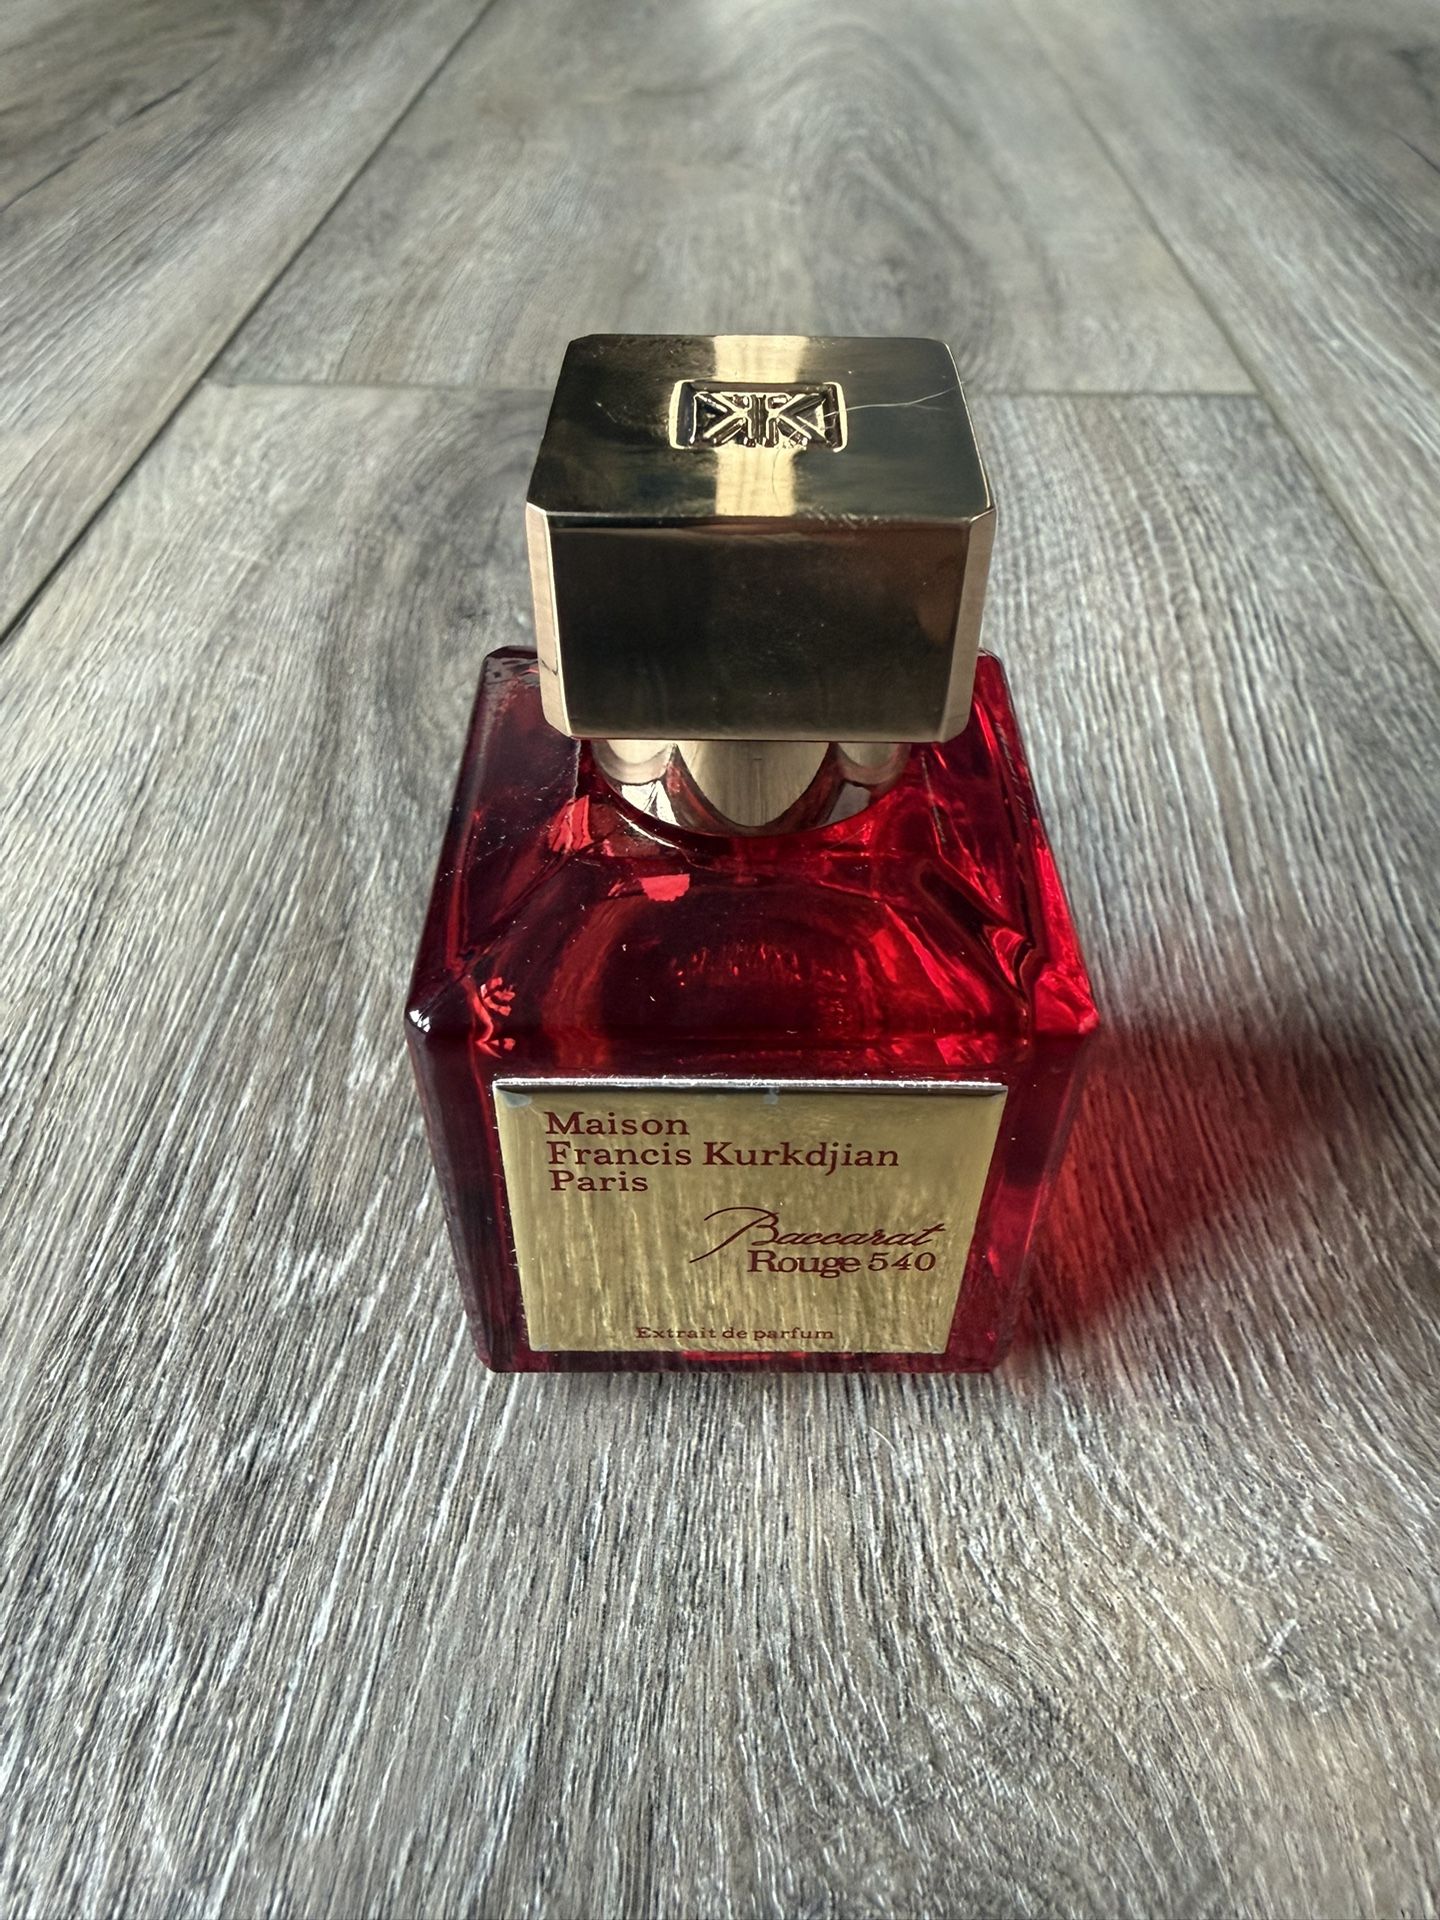 Maison
Francis Kurkdjian
Paris
Baccarat
Rouge 540
Extrait de parfum